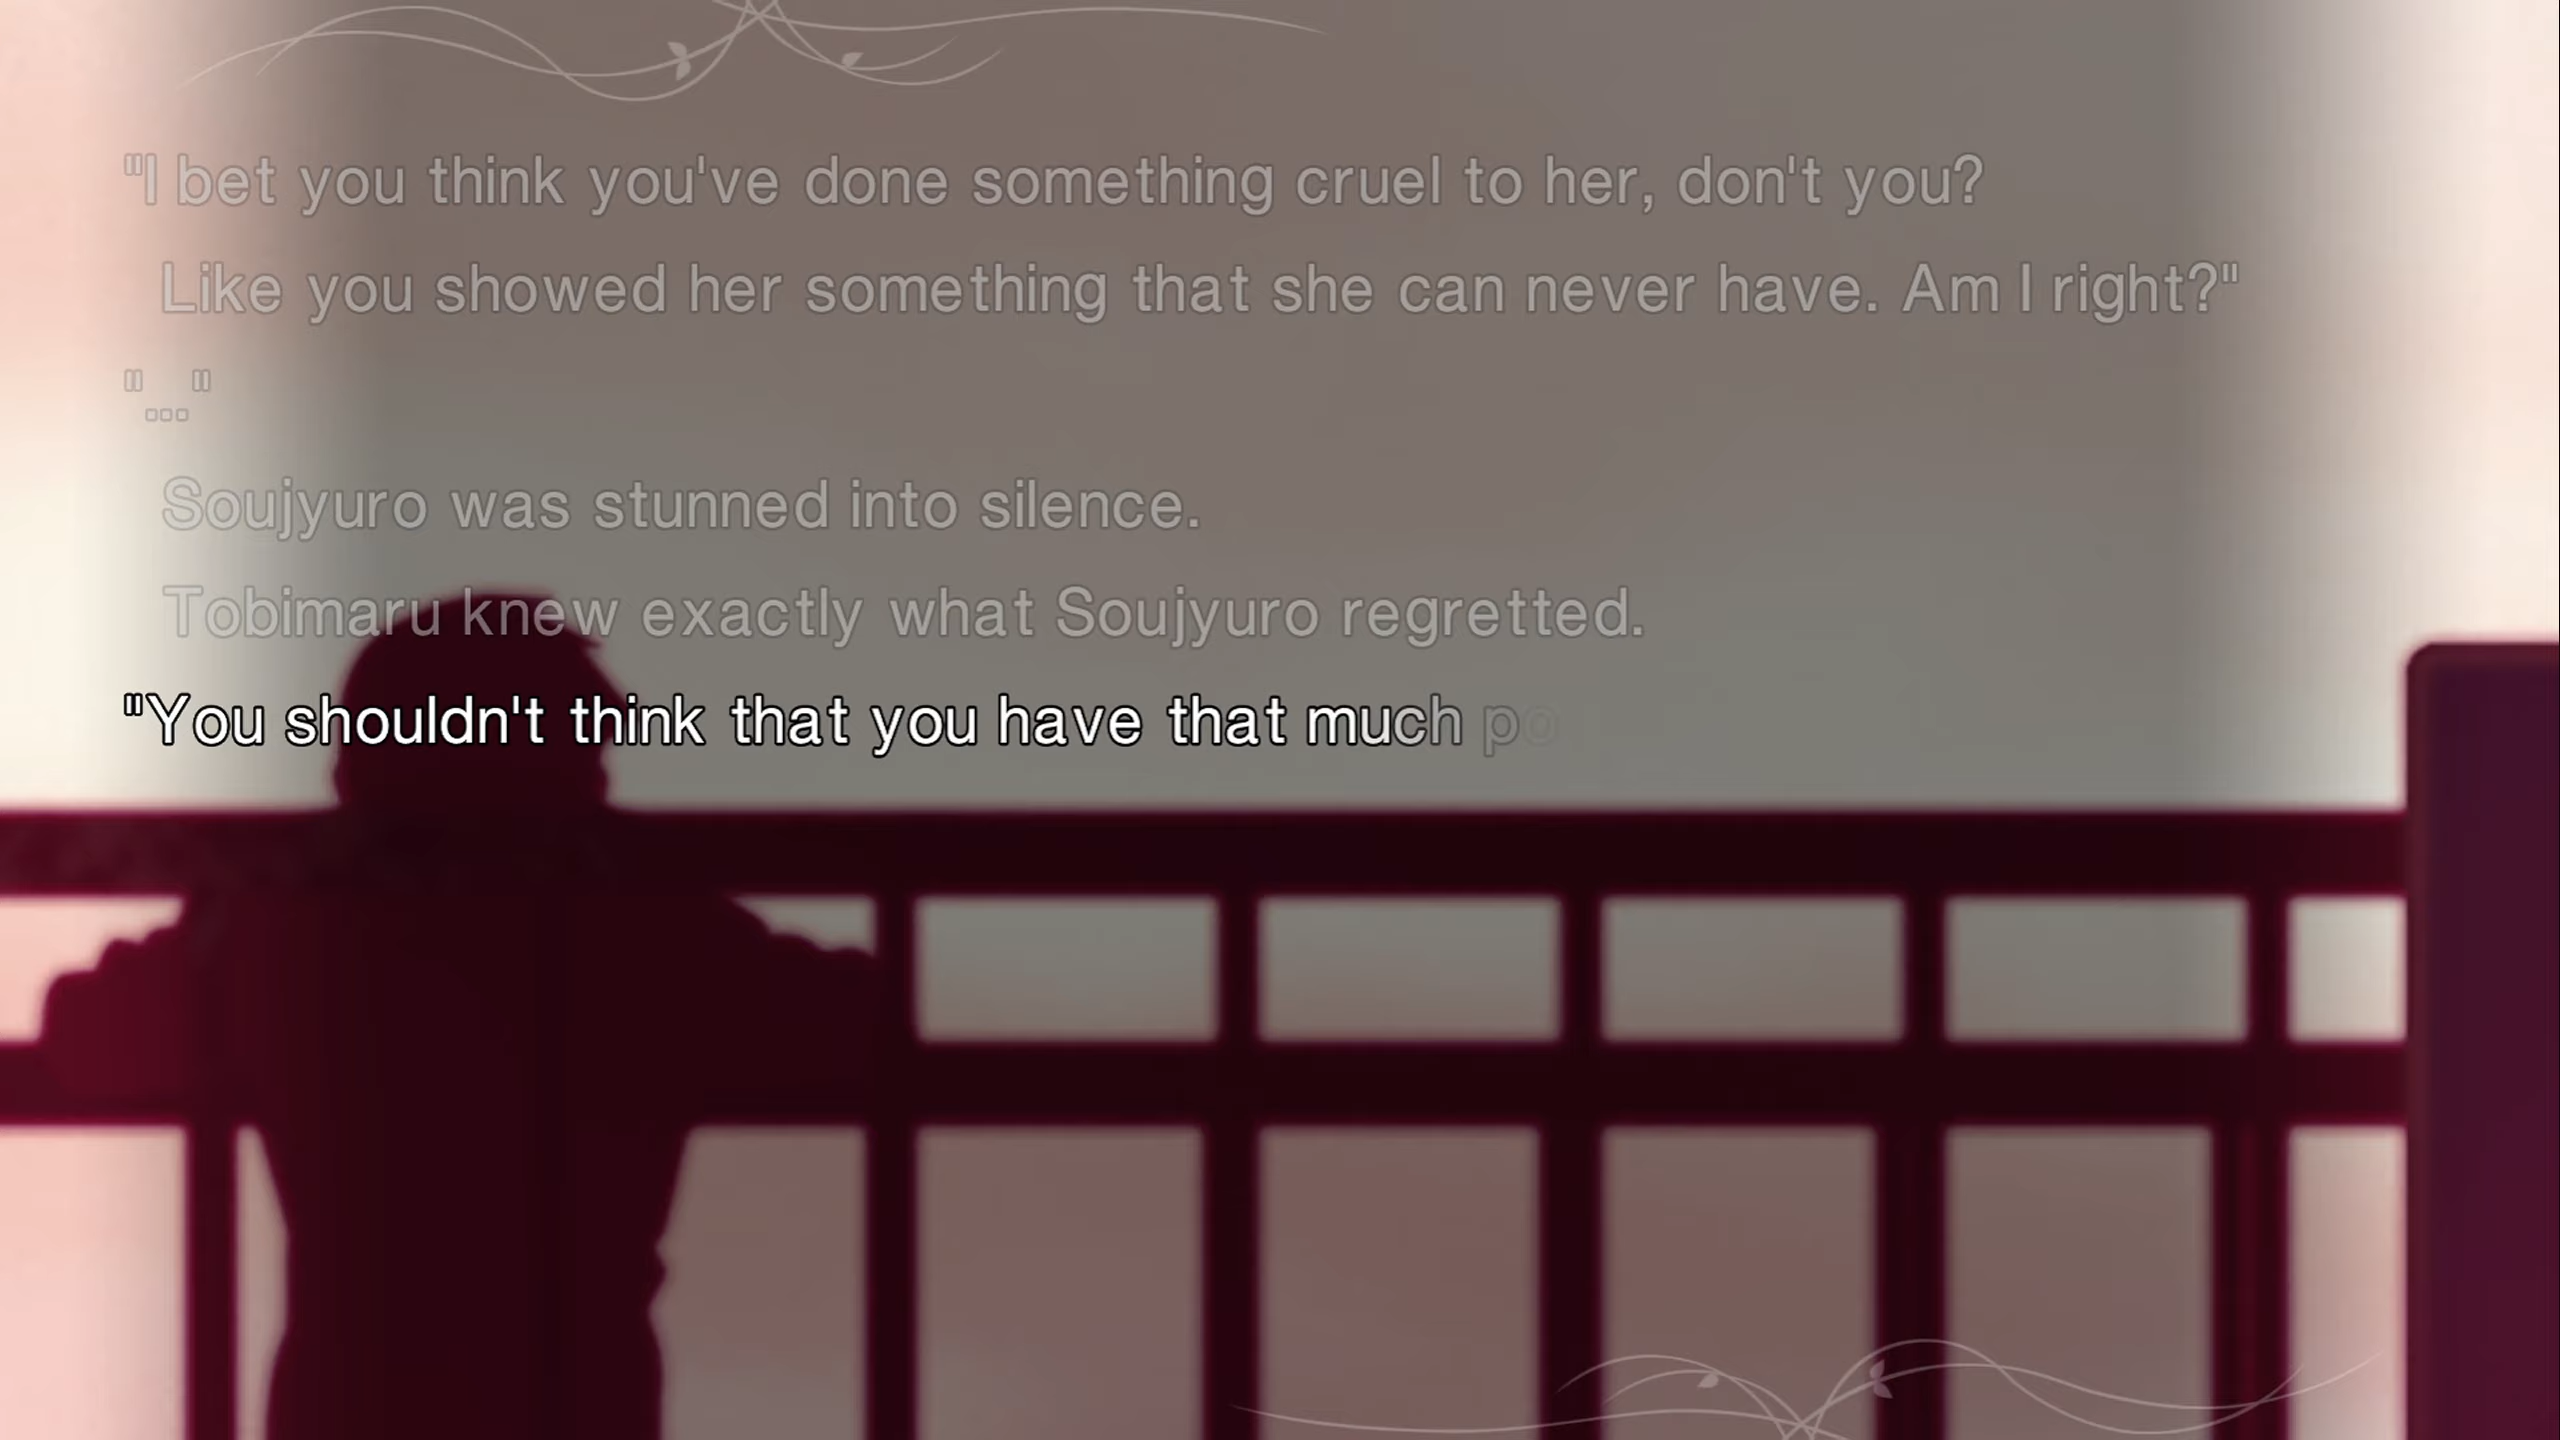 "I bet you think you've done something cruel to her, don't you?
Like you showed her something that she can never have. Am I right?"
"..."
Soujyuro was stunned into silence.
Tobimaru knew exactly what Soujyuro regretted.
"You shouldn't think that you have that much po